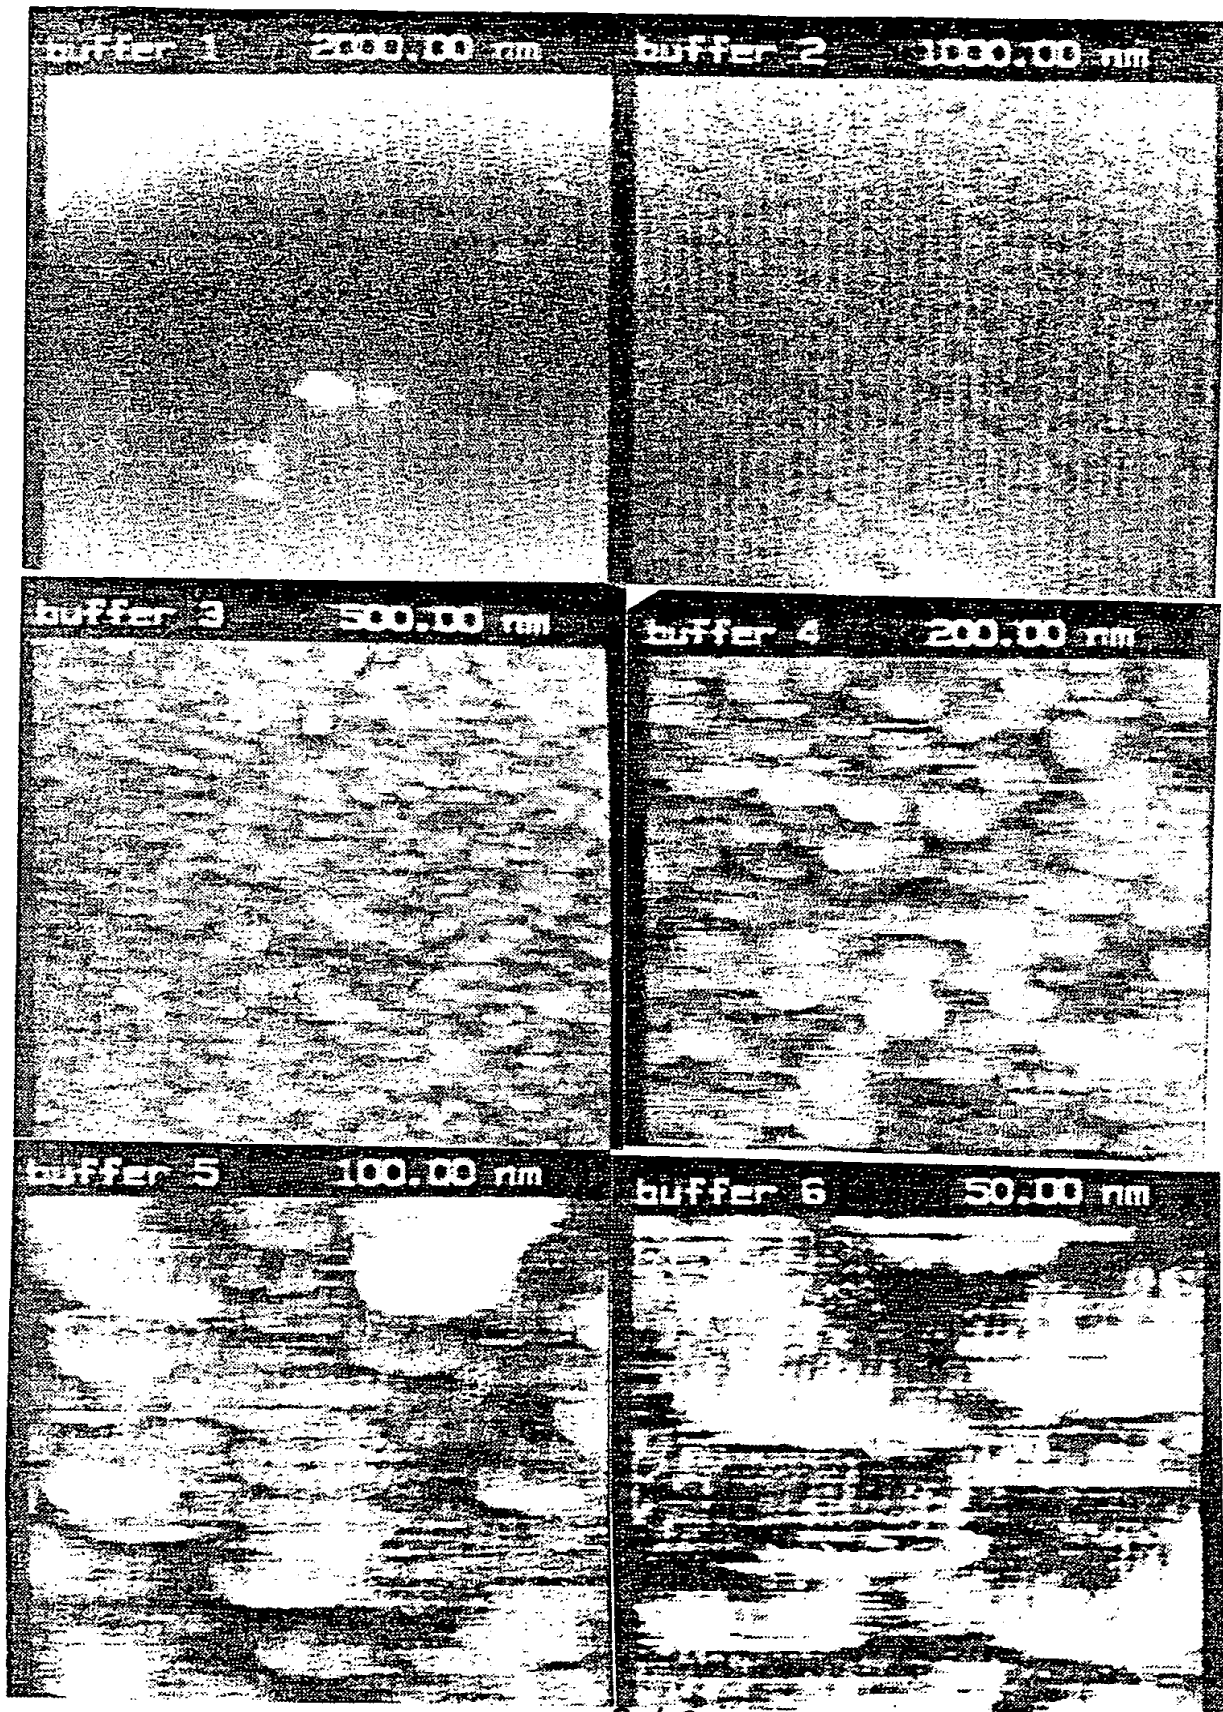 buffer 1 2000.00 nm
buffer 2 1000.00 nm
buffer 3 500.00 nm
buffer 4 200.00 nm
buffer 5 100.00 nm
buffer 6 50.00 nm